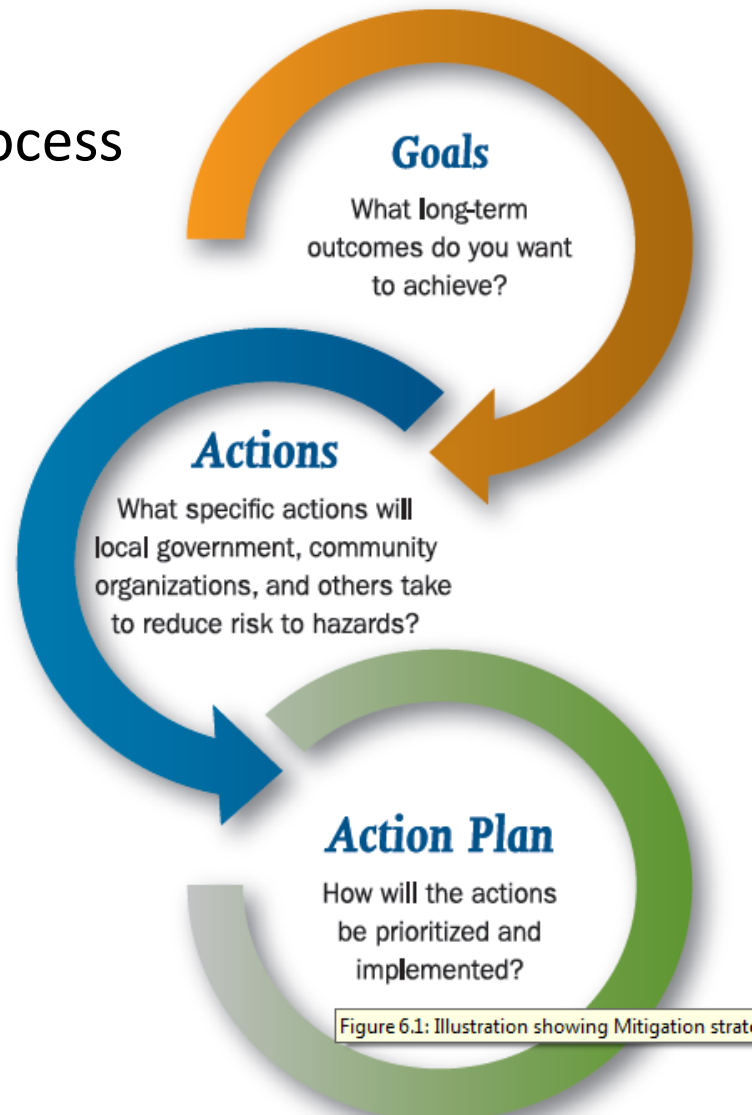 ocess
Goals
What long-term
outcomes do you want
to achieve?
Actions
What specific actions will
local government, community
organizations, and others take
to reduce risk to hazards?
Action Plan
How will the actions
be prioritized and
implemented?
Figure 6.1: Illustration showing Mitigation strat